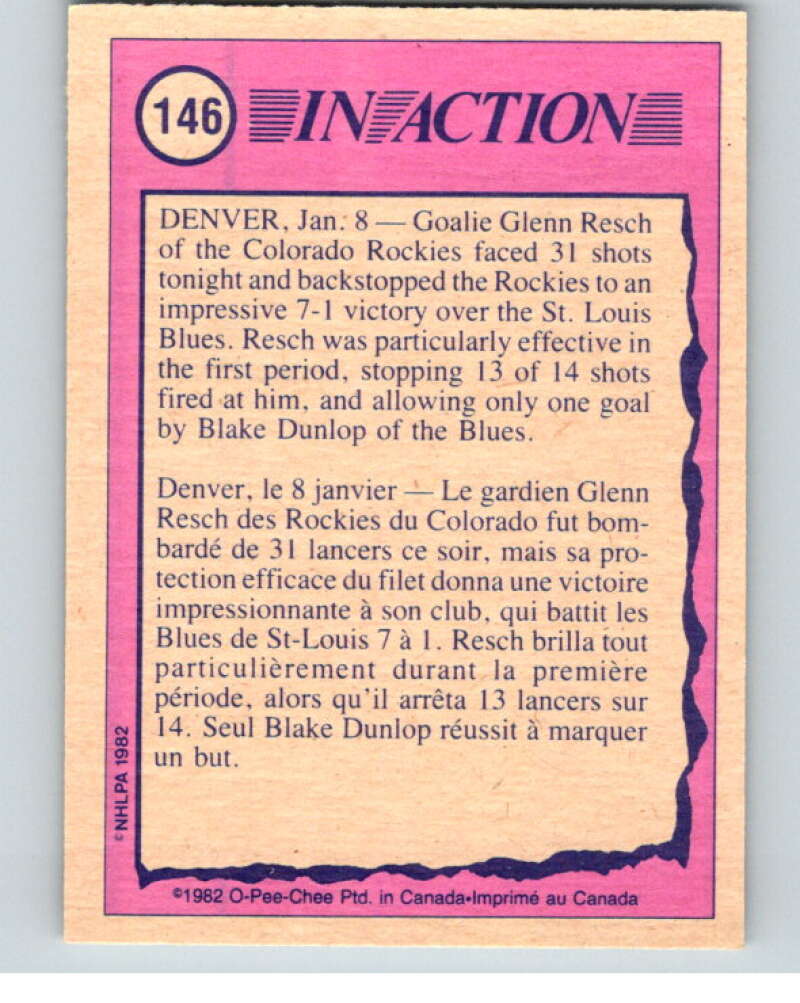 146 IN ACTION
DENVER, Jan. 8 — Goalie Glenn Resch
of the Colorado Rockies faced 31 shots
tonight and backstopped the Rockies to an
impressive 7-1 victory over the St. Louis
Blues. Resch was particularly effective in
the first period, stopping 13 of 14 shots
fired at him, and allowing only one goal
by Blake Dunlop of the Blues.
Denver, le 8 janvier — Le gardien Glenn
Resch des Rockies du Colorado fut bom-
bardé de 31 lancers ce soir, mais sa pro-
tection efficace du filet donna une victoire
impressionnante à son club, qui battit les
Blues de St-Louis 7 à 1. Resch brilla tout
particulièrement durant la première
période, alors qu'il arrêta 13 lancers sur
14. Seul Blake Dunlop réussit à marquer
un but.
©NHLPA 1982
©1982 O-Pee-Chee Ptd. in Canada•Imprimé au Canada